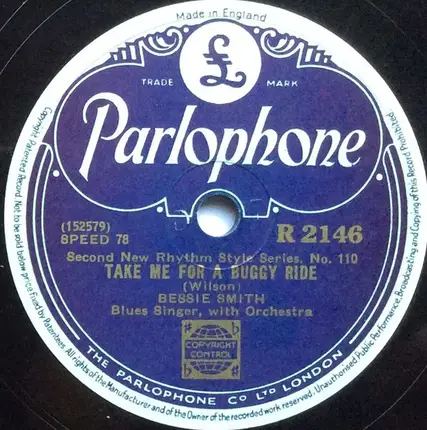 Made in England
£
TRADE MARK
Parlophone
(152579)
SPEED 78
R 2146
Second New Rhythm Style Series. No. 110
TAKE ME FOR A BUGGY RIDE
(Wilson)
BESSIE SMITH
Blues Singer, with Orchestra
COPYRIGHT
CONTROL
THE PARLOPHONE CO LTD LONDON
Copyright Patented Record. Not to be sold below price fixed by Patentees. All rights of the Manufacturer and of the Owner of the recorded work reserved. Unauthorised Public Performance, Broadcasting and Copying of this Record Prohibited.